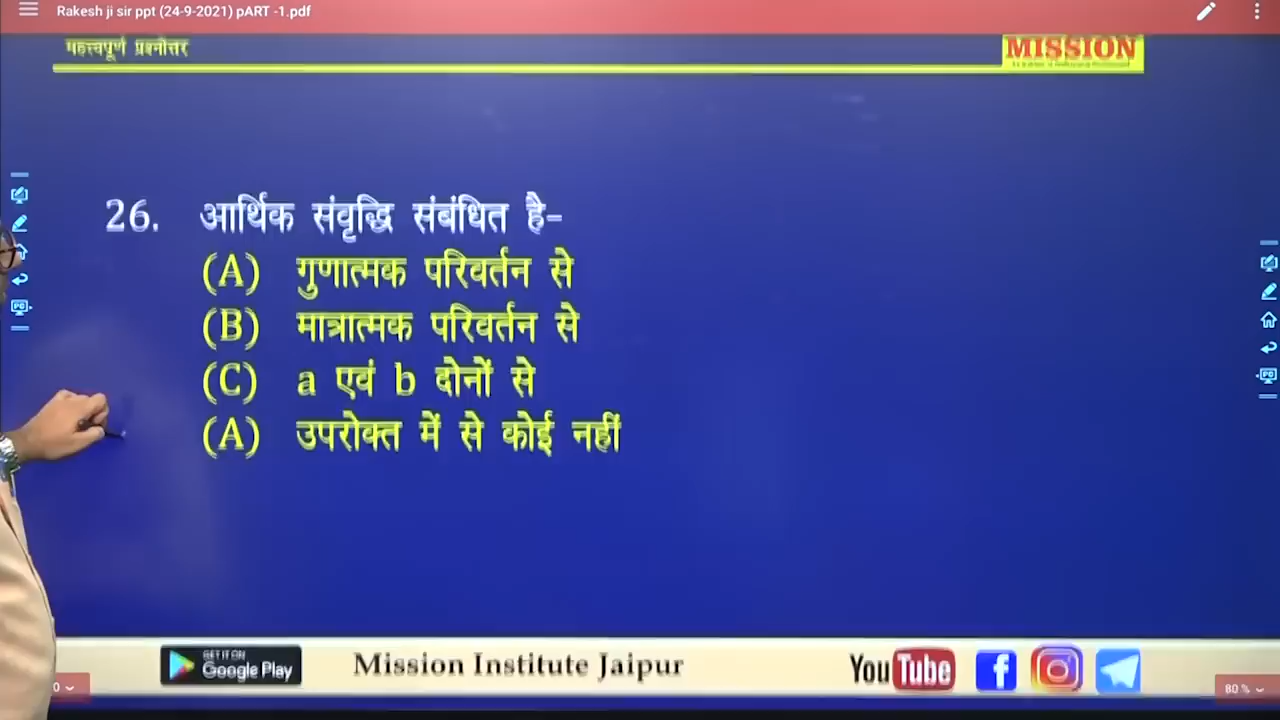 Rakesh ji sir ppt (24-9-2021) pART -1.pdf
महत्त्वपूर्ण प्रश्नोत्तर
MISSION
26. आर्थिक संवृद्धि संबंधित है-
(A) गुणात्मक परिवर्तन से
(B) मात्रात्मक परिवर्तन से
(C) a एवं b दोनों से
(A) उपरोक्त में से कोई नहीं
GET IT ON
Google Play
Mission Institute Jaipur
YouTube
80 %